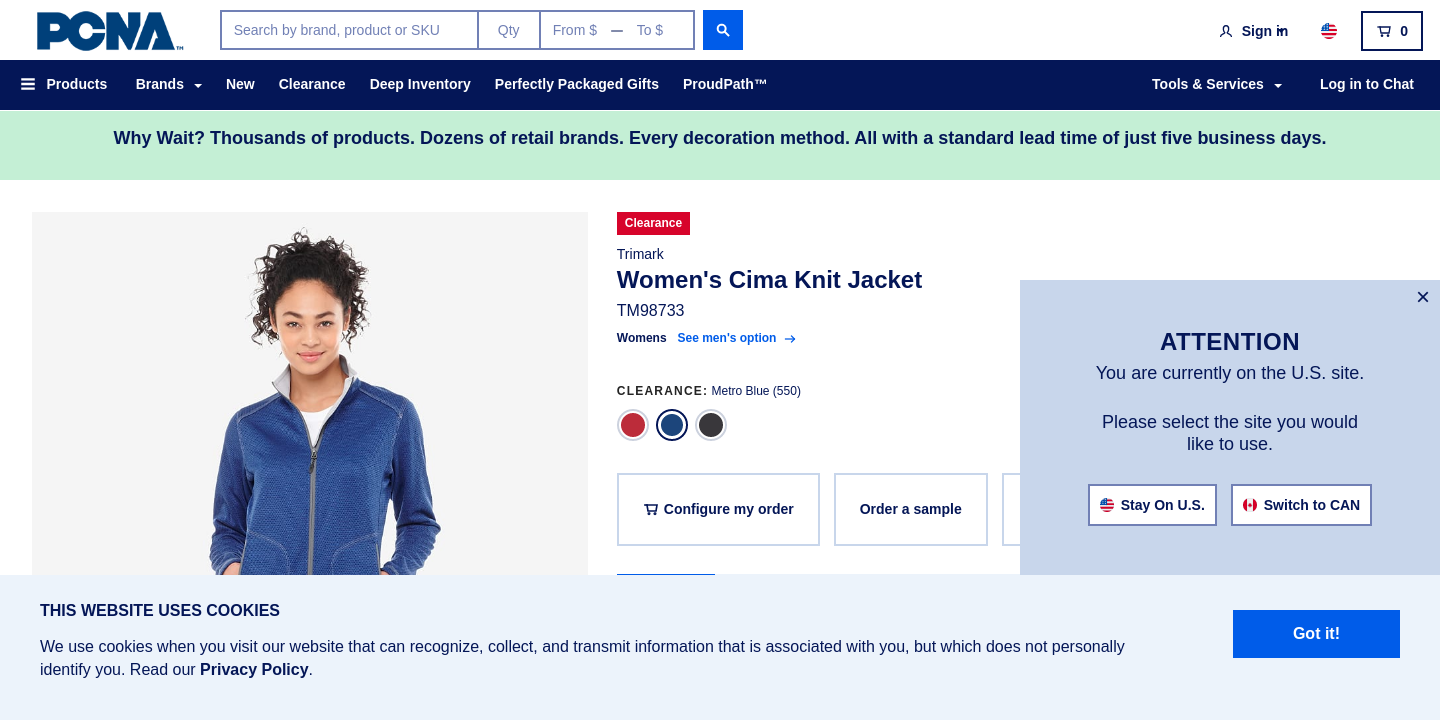 PCNA™
Search by brand, product or SKU
Qty
From $ — To $
Sign in
0
Products
Brands
New
Clearance
Deep Inventory
Perfectly Packaged Gifts
ProudPath™
Tools & Services
Log in to Chat
Why Wait? Thousands of products. Dozens of retail brands. Every decoration method. All with a standard lead time of just five business days.
Clearance
Trimark
Women's Cima Knit Jacket
TM98733
Womens See men's option
CLEARANCE: Metro Blue (550)
Configure my order
Order a sample
ATTENTION
You are currently on the U.S. site.
Please select the site you would
like to use.
Stay On U.S.
Switch to CAN
THIS WEBSITE USES COOKIES
We use cookies when you visit our website that can recognize, collect, and transmit information that is associated with you, but which does not personally
identify you. Read our Privacy Policy.
Got it!